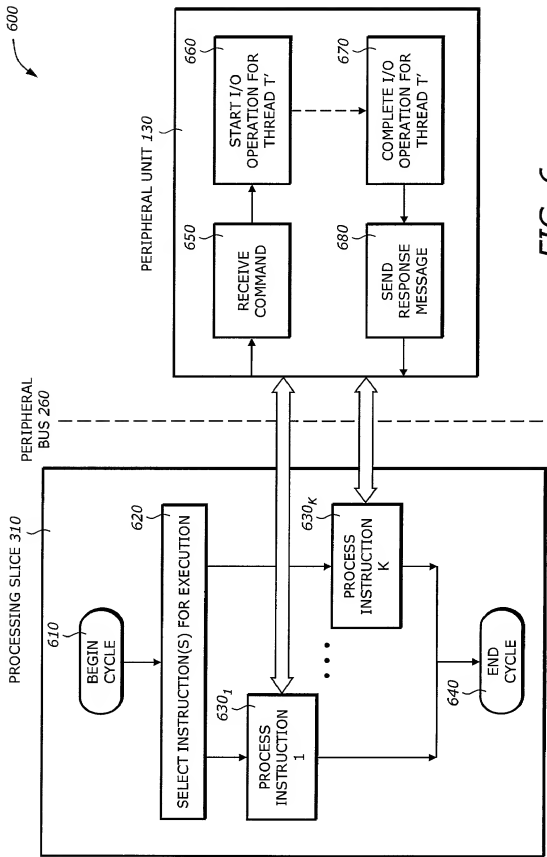 600
PROCESSING SLICE 310
BEGIN
CYCLE
610
SELECT INSTRUCTION(S) FOR EXECUTION
620
PROCESS
INSTRUCTION
1
630₁
PROCESS
INSTRUCTION
K
630K
END
CYCLE
640
PERIPHERAL
BUS 260
PERIPHERAL UNIT 130
RECEIVE
COMMAND
650
START I/O
OPERATION FOR
THREAD T'
660
COMPLETE I/O
OPERATION FOR
THREAD T'
670
SEND
RESPONSE
MESSAGE
680